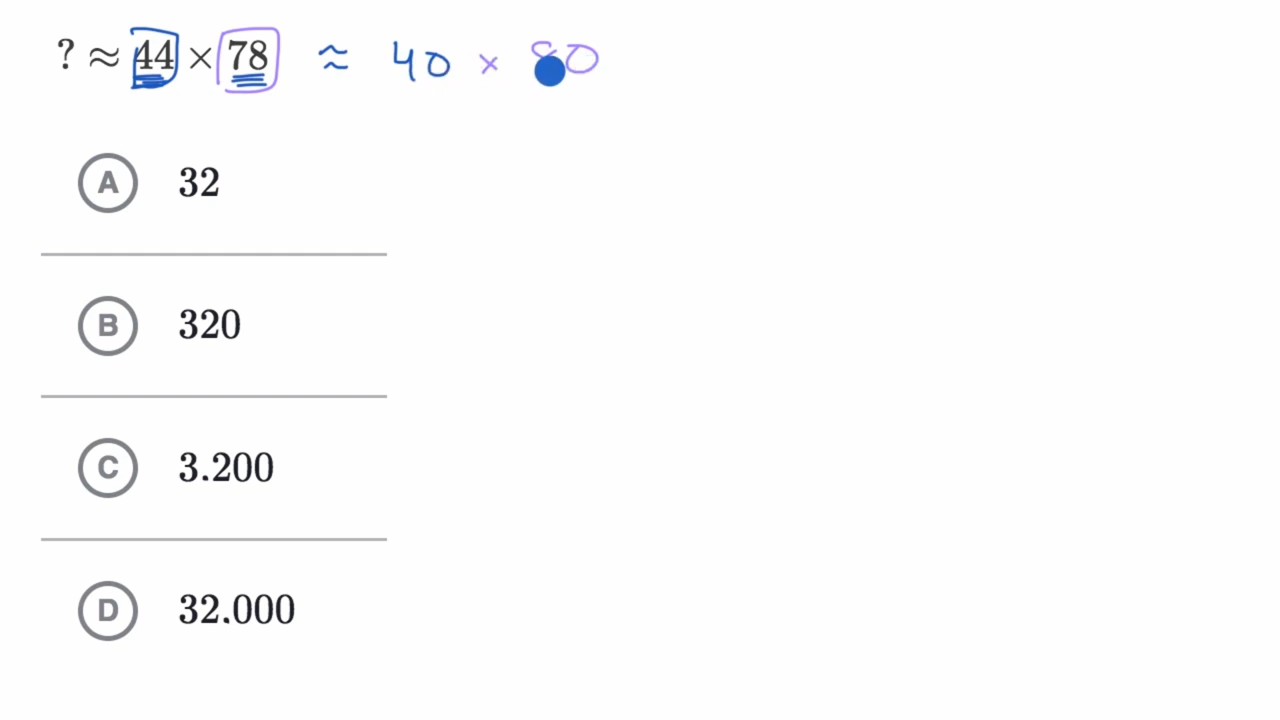 ? ≈ 44 × 78 ≈ 40 × 80
A 32
B 320
C 3,200
D 32,000